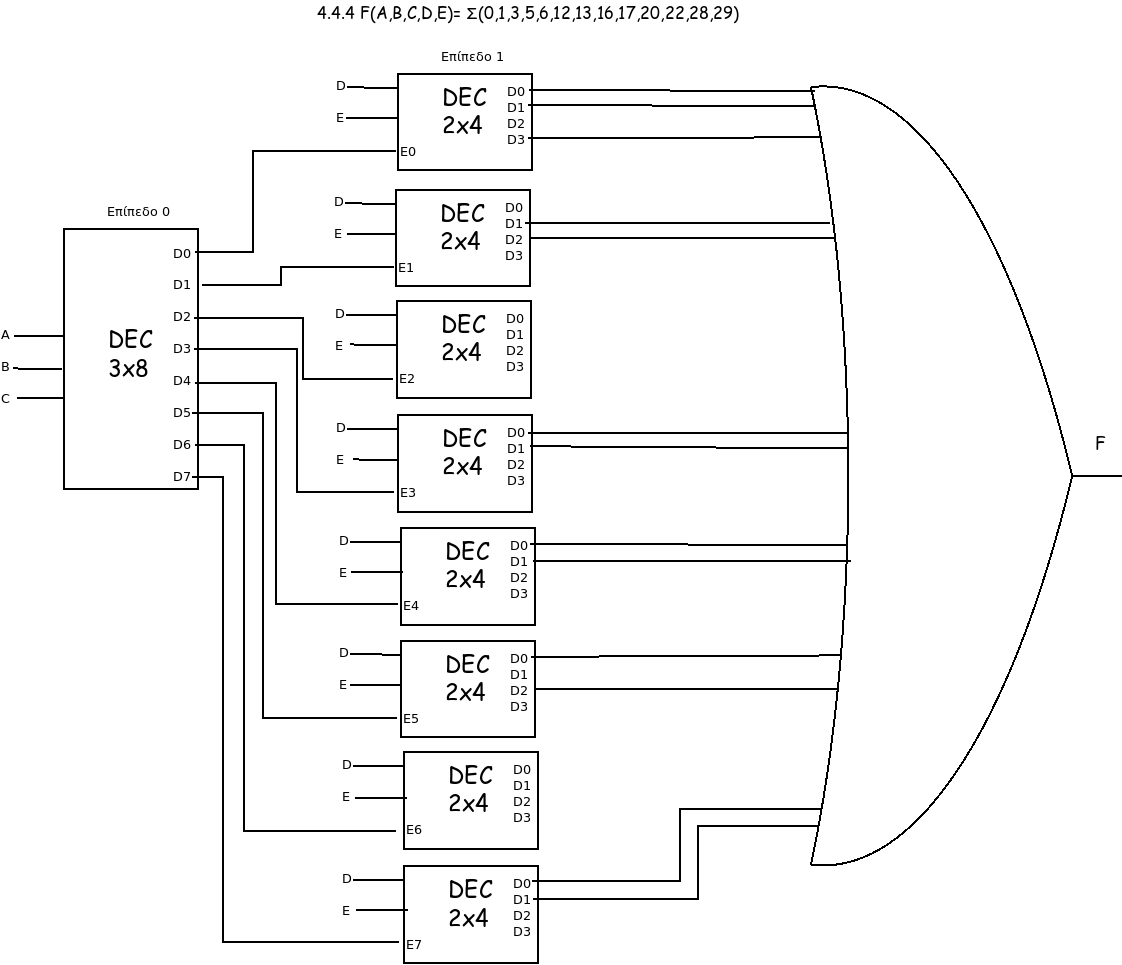 4.4.4 F(A,B,C,D,E)= Σ(0,1,3,5,6,12,13,16,17,20,22,28,29)
Επίπεδο 1
D
E
E0
DEC
2x4
D0
D1
D2
D3
D
E
E1
DEC
2x4
D0
D1
D2
D3
Επίπεδο 0
A
B
C
DEC
3x8
D0
D1
D2
D3
D4
D5
D6
D7
D
E
E2
DEC
2x4
D0
D1
D2
D3
D
E
E3
DEC
2x4
D0
D1
D2
D3
F
D
E
E4
DEC
2x4
D0
D1
D2
D3
D
E
E5
DEC
2x4
D0
D1
D2
D3
D
E
E6
DEC
2x4
D0
D1
D2
D3
D
E
E7
DEC
2x4
D0
D1
D2
D3